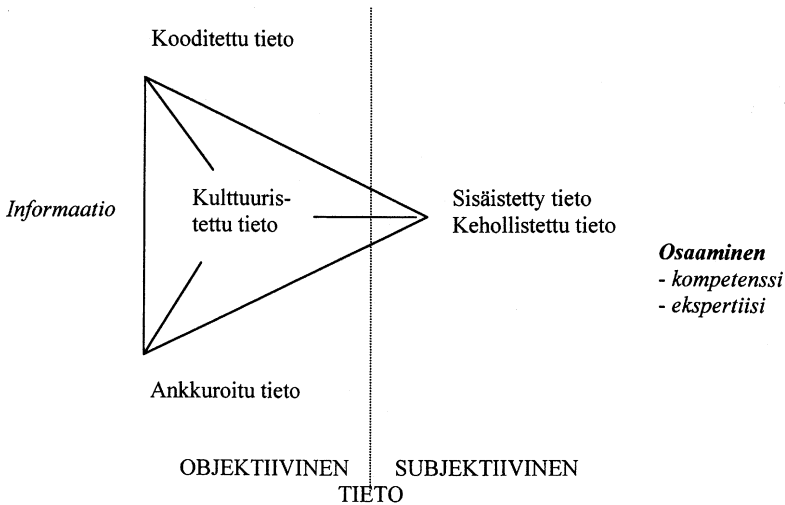 Kooditettu tieto
Informaatio
Kulttuuris-
tettu tieto
Sisäistetty tieto
Kehollistettu tieto
Osaaminen
- kompetenssi
- ekspertiisi
Ankkuroitu tieto
OBJEKTIIVINEN SUBJEKTIIVINEN
TIETO